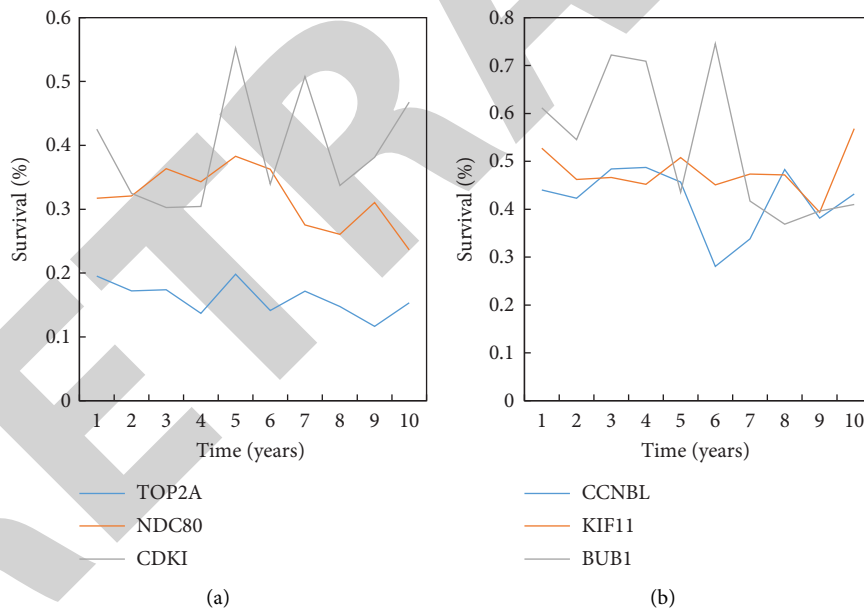 RETRA
0.6
0.5
0.4
0.3
0.2
0.1
0
Survival (%)
1 2 3 4 5 6 7 8 9 10
Time (years)
TOP2A
NDC80
CDKI
(a)
0.8
0.7
0.6
0.5
0.4
0.3
0.2
0.1
0
Survival (%)
1 2 3 4 5 6 7 8 9 10
Time (years)
CCNBL
KIF11
BUB1
(b)